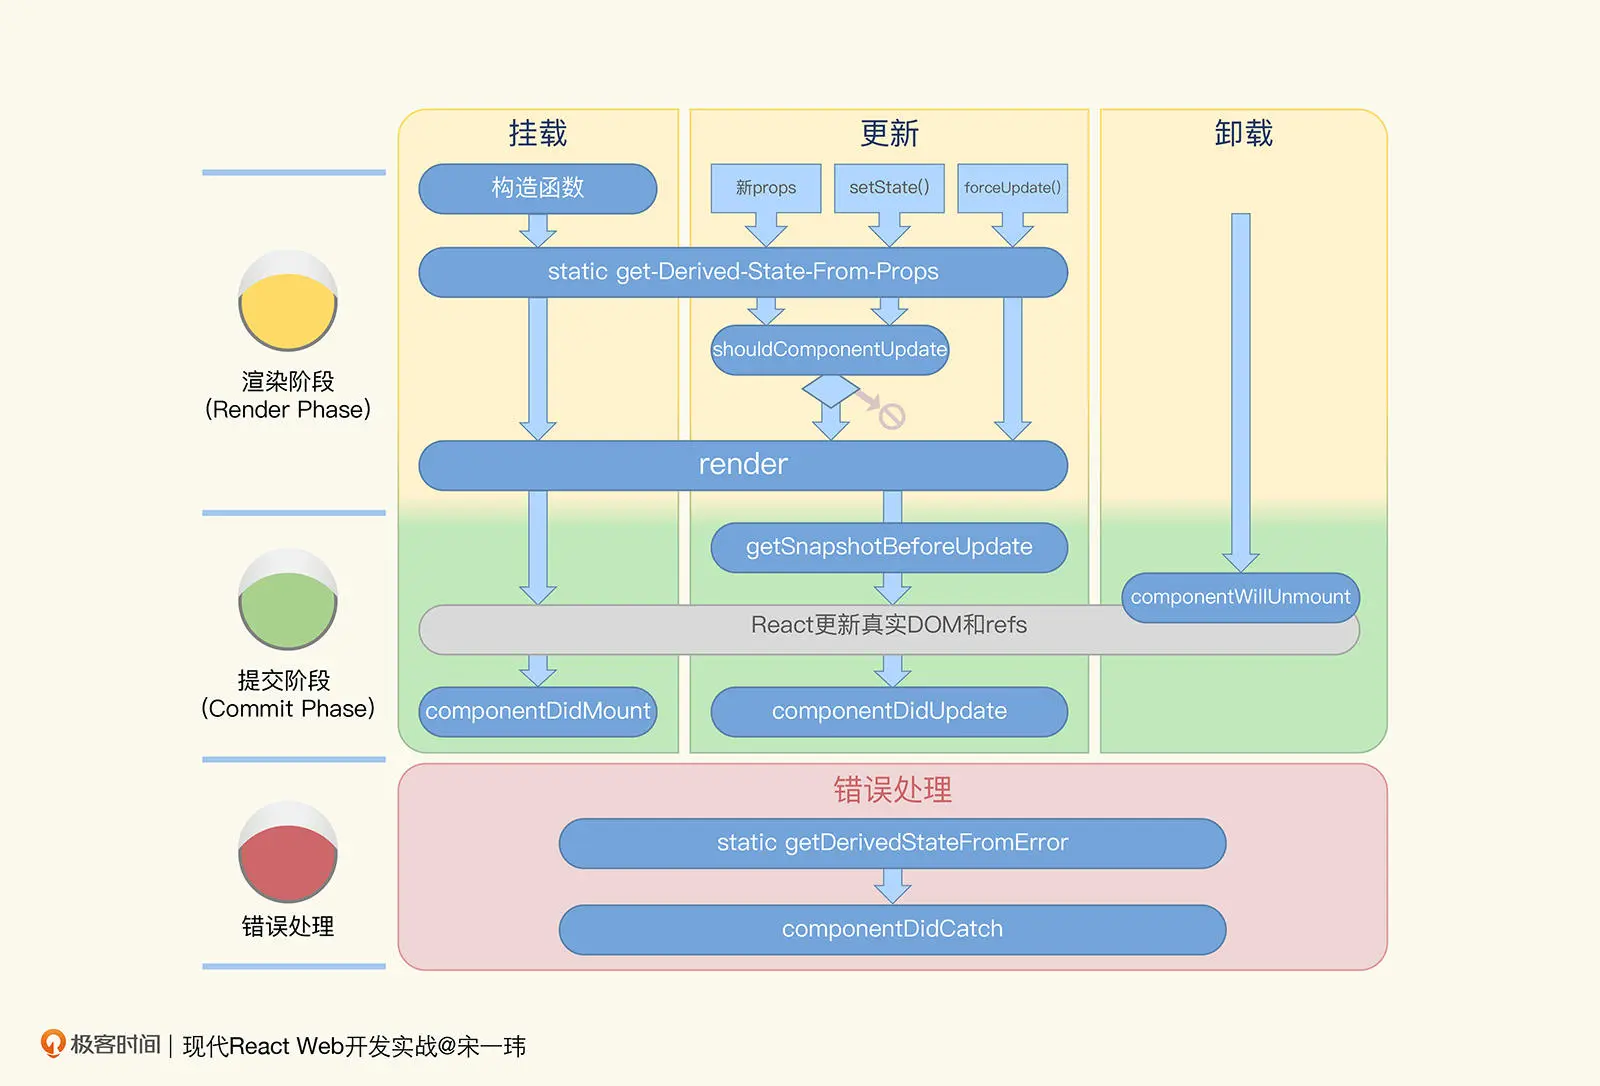 挂载
更新
卸载
构造函数
新props
setState()
forceUpdate()
static get-Derived-State-From-Props
shouldComponentUpdate
渲染阶段
(Render Phase)
render
getSnapshotBeforeUpdate
componentWillUnmount
React更新真实DOM和refs
提交阶段
(Commit Phase)
componentDidMount
componentDidUpdate
错误处理
static getDerivedStateFromError
错误处理
componentDidCatch
极客时间 | 现代React Web开发实战@宋一玮